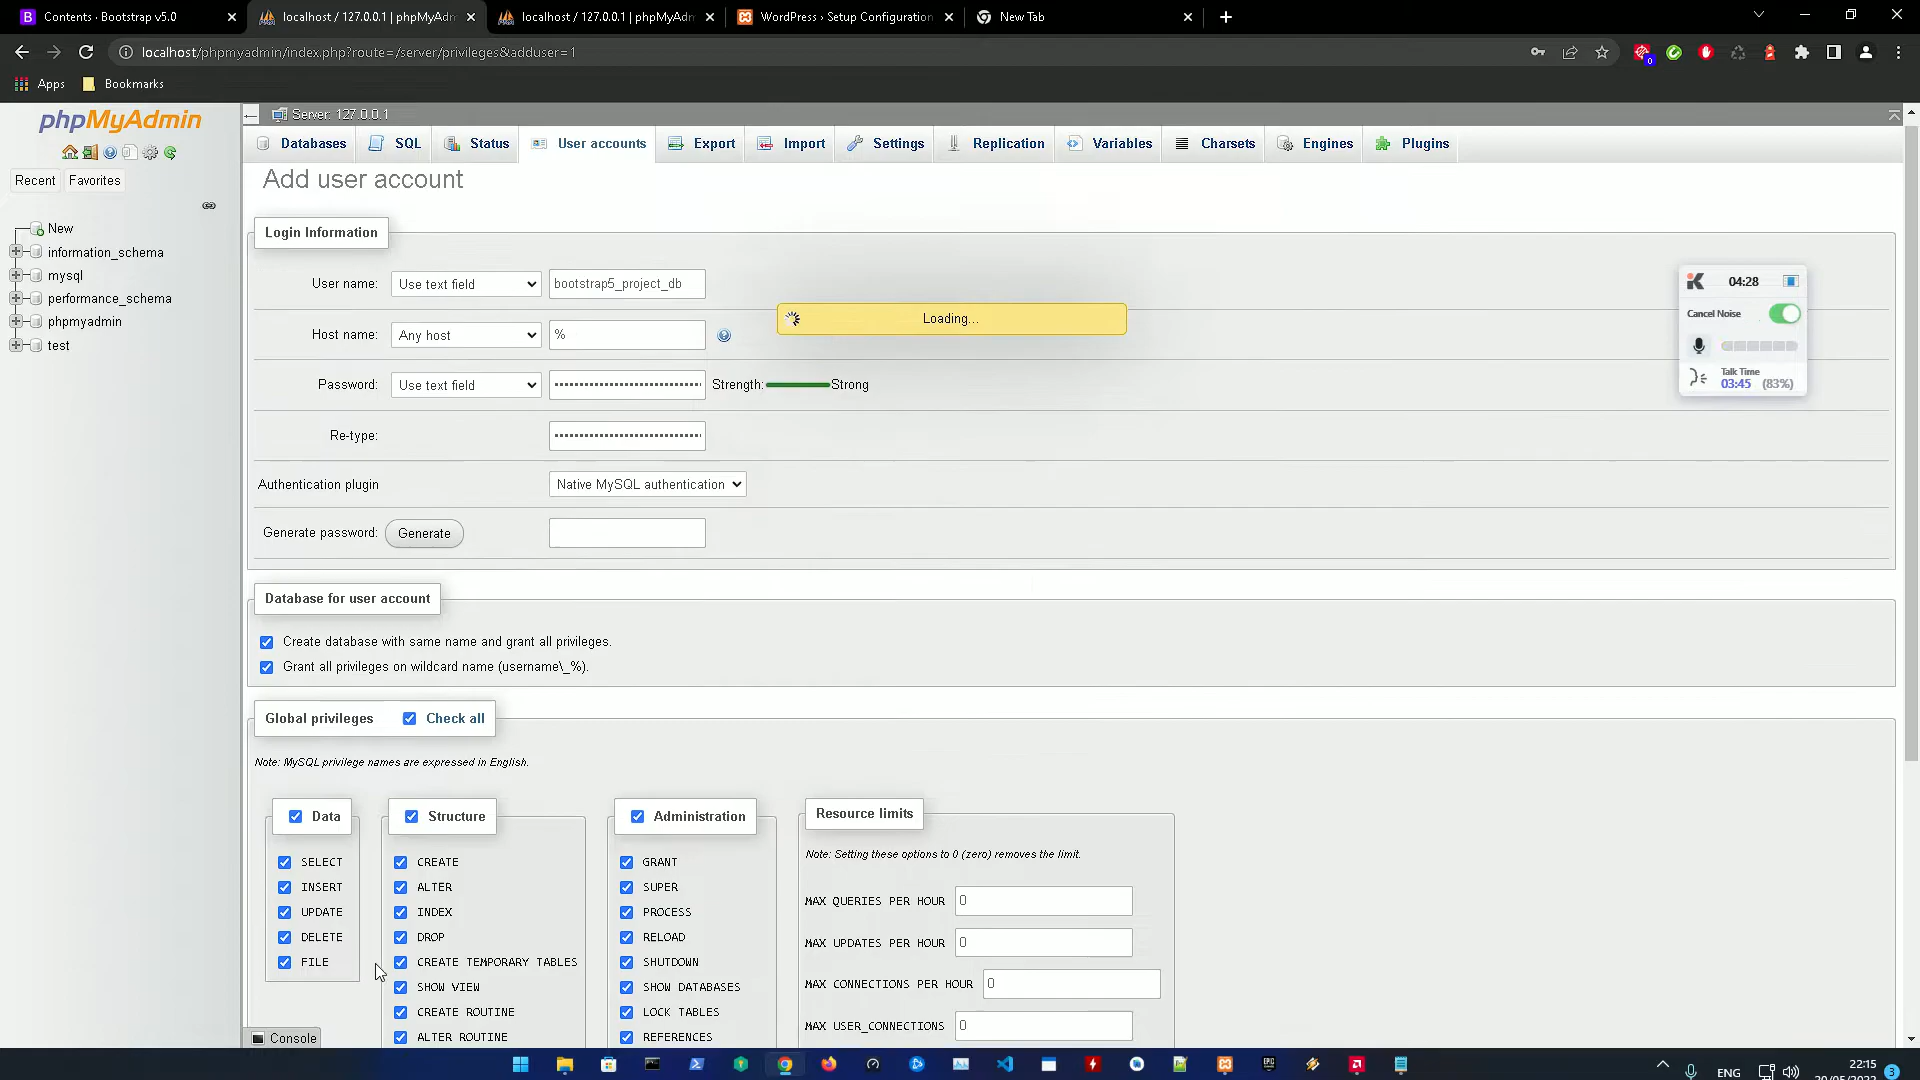 Contents · Bootstrap v5.0
localhost / 127.0.0.1 | phpMyAdm
localhost / 127.0.0.1 | phpMyAdm
WordPress › Setup Configuration
New Tab
localhost/phpmyadmin/index.php?route=/server/privileges&adduser=1
0
Apps
Bookmarks
phpMyAdmin
Recent
Favorites
New
information_schema
mysql
performance_schema
phpmyadmin
test
Server: 127.0.0.1
Databases
SQL
Status
User accounts
Export
Import
Settings
Replication
Variables
Charsets
Engines
Plugins
Add user account
Login Information
User name: Use text field bootstrap5_project_db
Loading...
Host name: Any host %
Password: Use text field Strength: Strong
Re-type:
Authentication plugin Native MySQL authentication
Generate password: Generate
04:28
Cancel Noise
Talk Time
03:45 (83%)
Database for user account
Create database with same name and grant all privileges.
Grant all privileges on wildcard name (username\_%).
Global privileges Check all
Note: MySQL privilege names are expressed in English.
Data
SELECT
INSERT
UPDATE
DELETE
FILE
Structure
CREATE
ALTER
INDEX
DROP
CREATE TEMPORARY TABLES
SHOW VIEW
CREATE ROUTINE
ALTER ROUTINE
Administration
GRANT
SUPER
PROCESS
RELOAD
SHUTDOWN
SHOW DATABASES
LOCK TABLES
REFERENCES
Resource limits
Note: Setting these options to 0 (zero) removes the limit.
MAX QUERIES PER HOUR 0
MAX UPDATES PER HOUR 0
MAX CONNECTIONS PER HOUR 0
MAX USER_CONNECTIONS 0
Console
ENG
22:15
20/05/2022
3